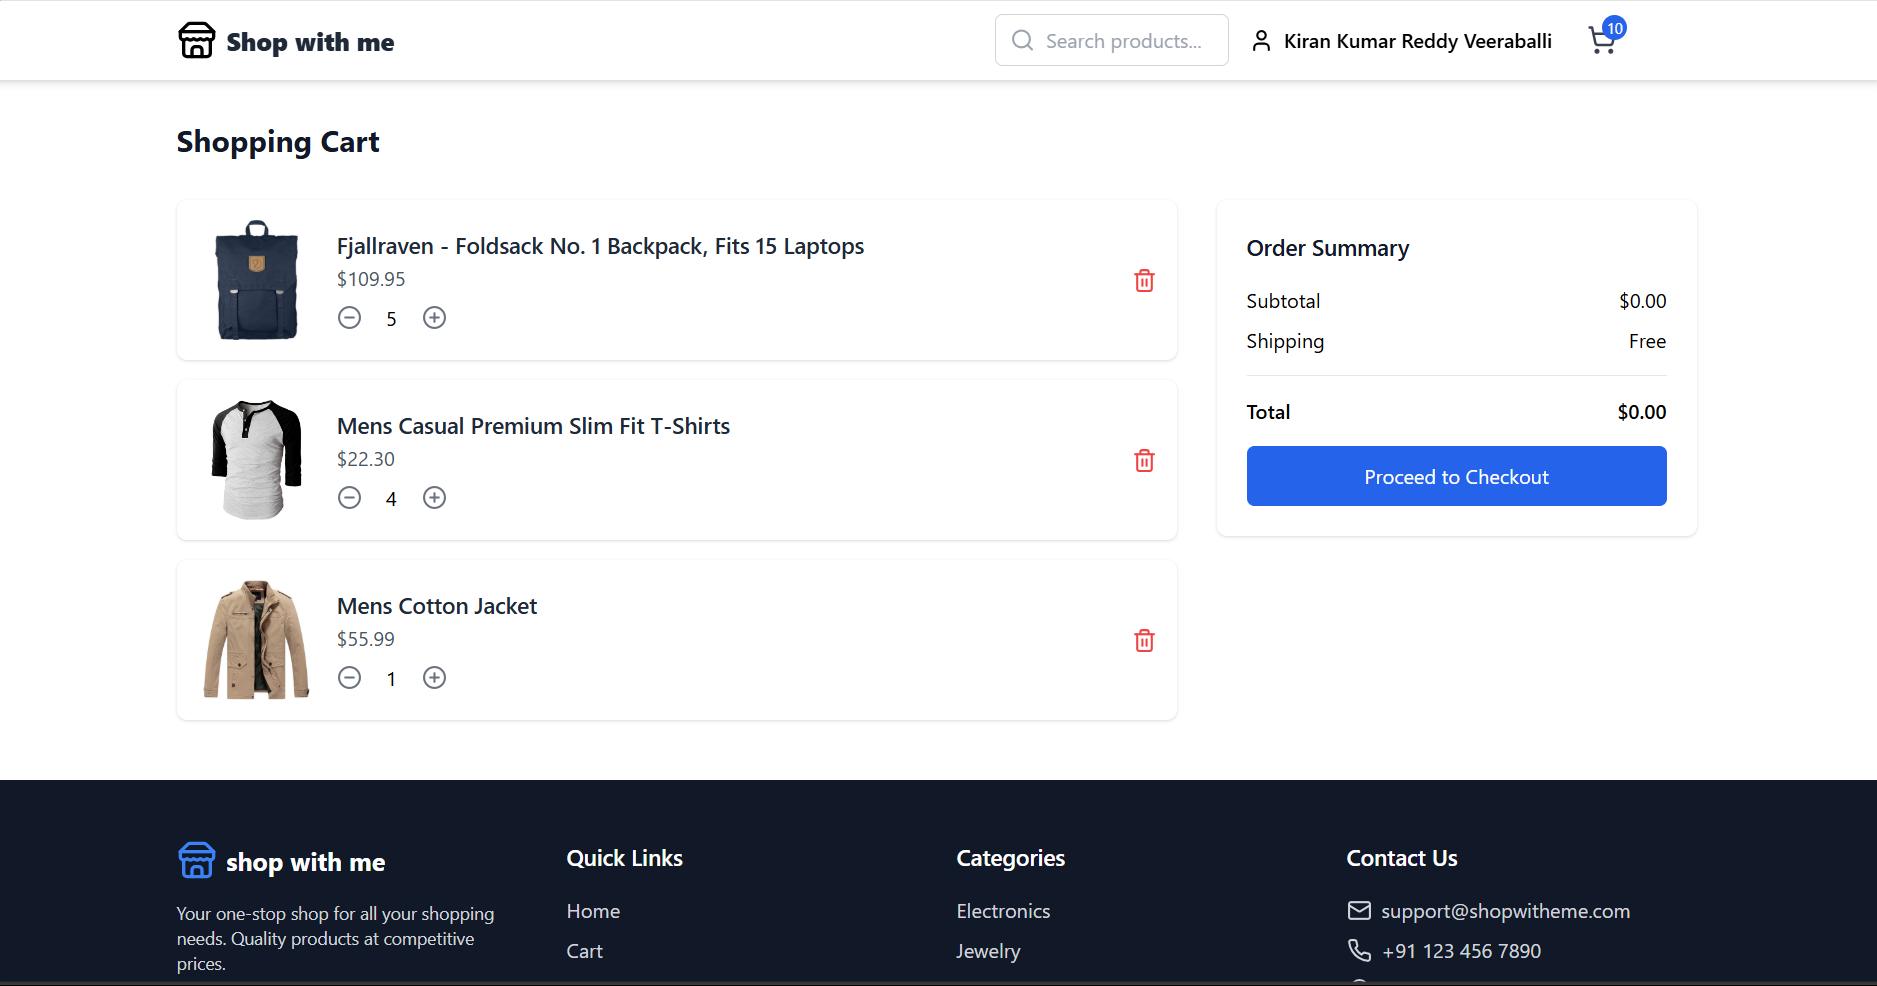 Shop with me
Search products...
Kiran Kumar Reddy Veeraballi
10
Shopping Cart
Fjallraven - Foldsack No. 1 Backpack, Fits 15 Laptops
$109.95
5
Mens Casual Premium Slim Fit T-Shirts
$22.30
4
Mens Cotton Jacket
$55.99
1
Order Summary
Subtotal $0.00
Shipping Free
Total $0.00
Proceed to Checkout
shop with me
Your one-stop shop for all your shopping
needs. Quality products at competitive
prices.
Quick Links
Home
Cart
Categories
Electronics
Jewelry
Contact Us
support@shopwitheme.com
+91 123 456 7890